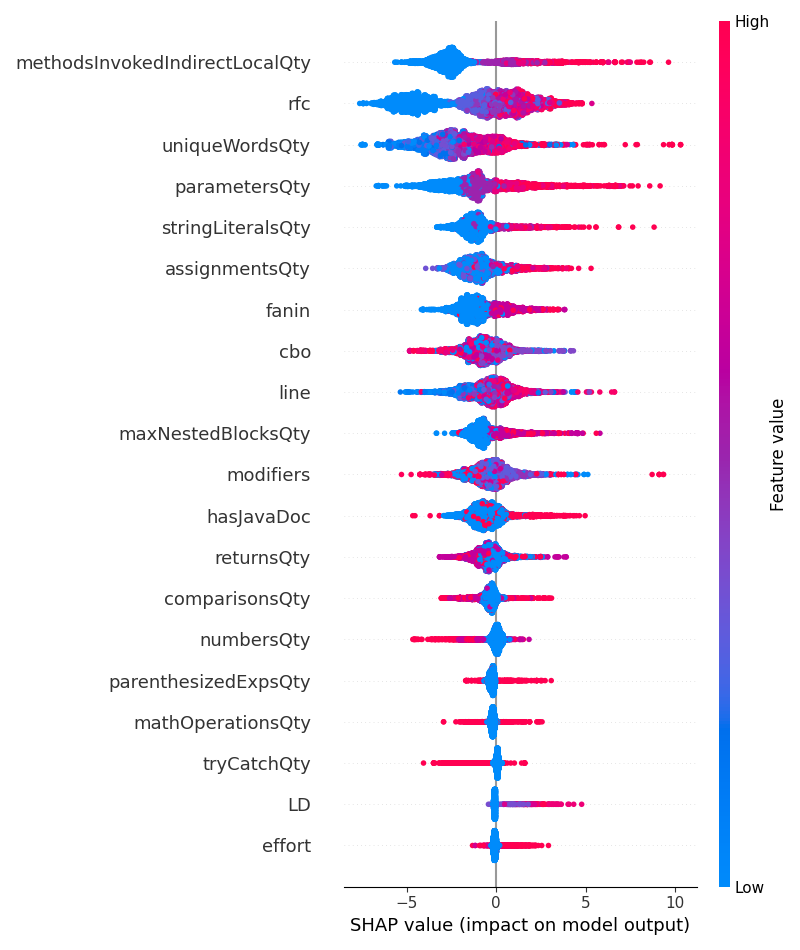 High
methodsInvokedIndirectLocalQty
rfc
uniqueWordsQty
parametersQty
stringLiteralsQty
assignmentsQty
fanin
cbo
line
maxNestedBlocksQty
modifiers
hasJavaDoc
returnsQty
comparisonsQty
numbersQty
parenthesizedExpsQty
mathOperationsQty
tryCatchQty
LD
effort
Feature value
Low
−5 0 5 10
SHAP value (impact on model output)